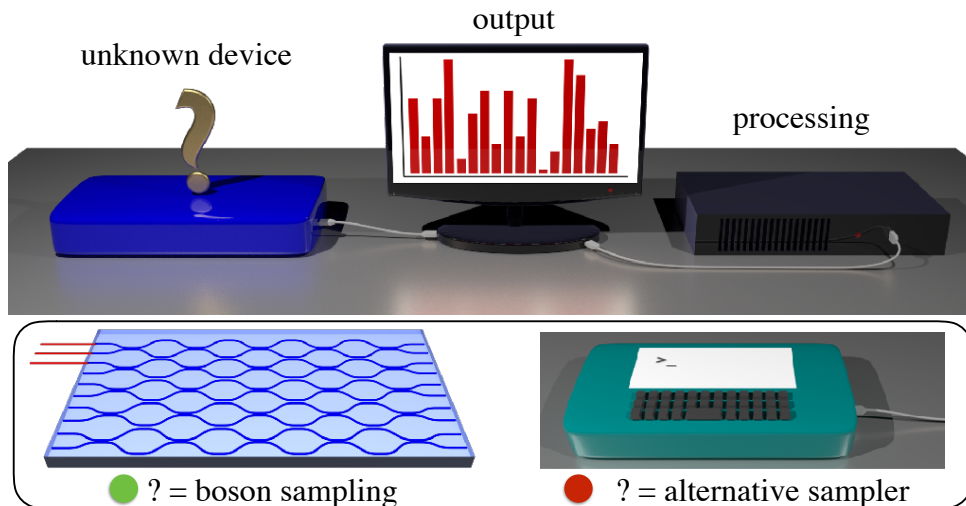 output
unknown device
processing
>_
? = boson sampling
? = alternative sampler